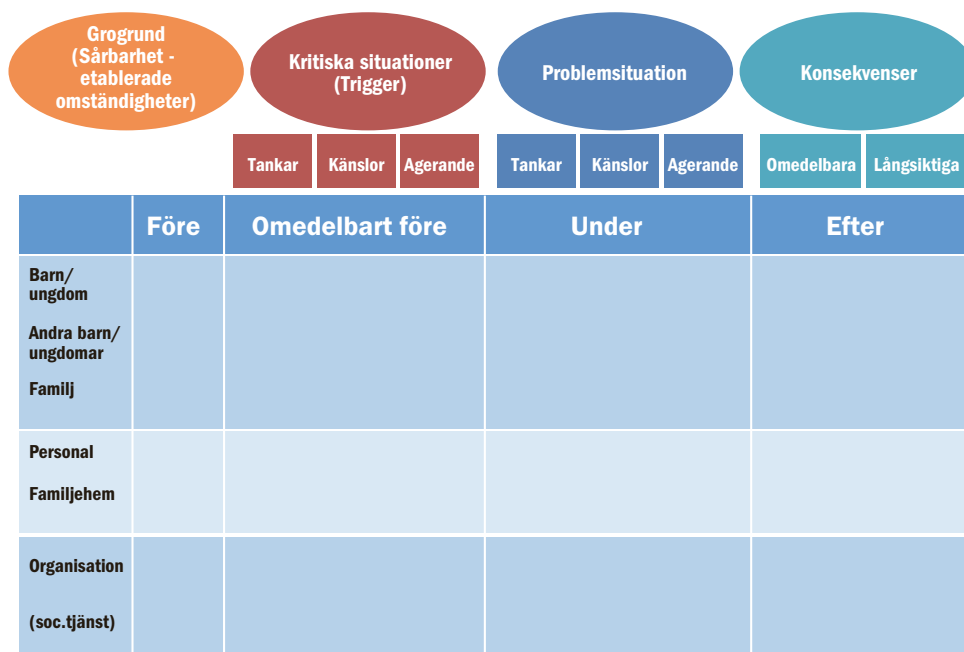 Grogrund
(Sårbarhet -
etablerade
omständigheter)
Kritiska situationer
(Trigger)
Problemsituation
Konsekvenser
Tankar
Känslor
Agerande
Tankar
Känslor
Agerande
Omedelbara
Långsiktiga
Före
Omedelbart före
Under
Efter
Barn/
ungdom
Andra barn/
ungdomar
Familj
Personal
Familjehem
Organisation
(soc.tjänst)